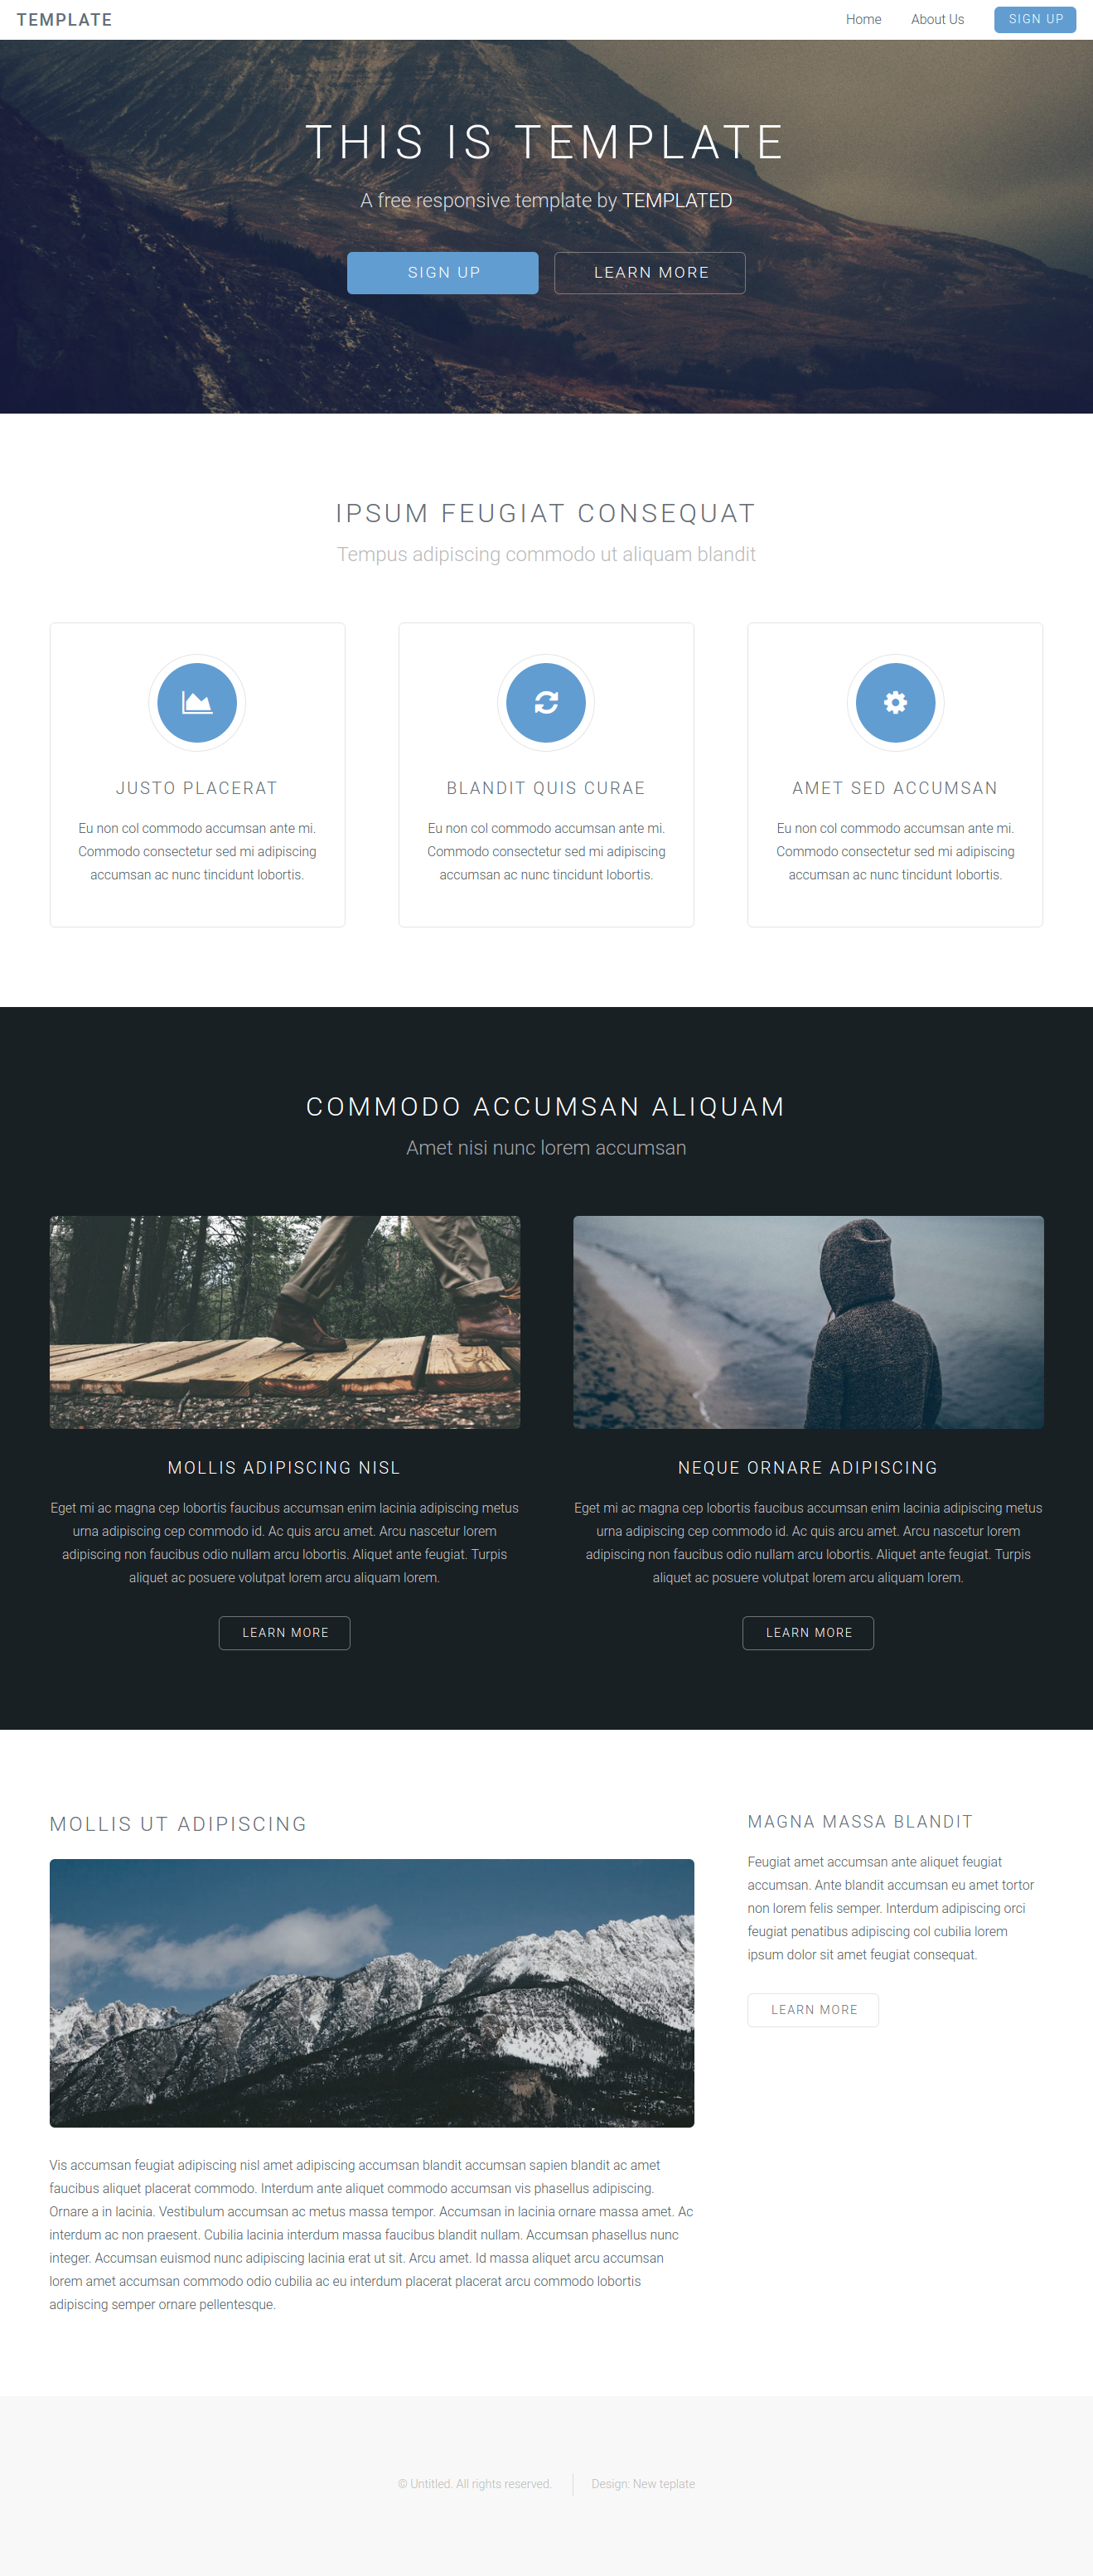 TEMPLATE
Home
About Us
SIGN UP
THIS IS TEMPLATE
A free responsive template by TEMPLATED
SIGN UP
LEARN MORE
IPSUM FEUGIAT CONSEQUAT
Tempus adipiscing commodo ut aliquam blandit
JUSTO PLACERAT
Eu non col commodo accumsan ante mi.
Commodo consectetur sed mi adipiscing
accumsan ac nunc tincidunt lobortis.
BLANDIT QUIS CURAE
Eu non col commodo accumsan ante mi.
Commodo consectetur sed mi adipiscing
accumsan ac nunc tincidunt lobortis.
AMET SED ACCUMSAN
Eu non col commodo accumsan ante mi.
Commodo consectetur sed mi adipiscing
accumsan ac nunc tincidunt lobortis.
COMMODO ACCUMSAN ALIQUAM
Amet nisi nunc lorem accumsan
MOLLIS ADIPISCING NISL
Eget mi ac magna cep lobortis faucibus accumsan enim lacinia adipiscing metus
urna adipiscing cep commodo id. Ac quis arcu amet. Arcu nascetur lorem
adipiscing non faucibus odio nullam arcu lobortis. Aliquet ante feugiat. Turpis
aliquet ac posuere volutpat lorem arcu aliquam lorem.
LEARN MORE
NEQUE ORNARE ADIPISCING
Eget mi ac magna cep lobortis faucibus accumsan enim lacinia adipiscing metus
urna adipiscing cep commodo id. Ac quis arcu amet. Arcu nascetur lorem
adipiscing non faucibus odio nullam arcu lobortis. Aliquet ante feugiat. Turpis
aliquet ac posuere volutpat lorem arcu aliquam lorem.
LEARN MORE
MOLLIS UT ADIPISCING
Vis accumsan feugiat adipiscing nisl amet adipiscing accumsan blandit accumsan sapien blandit ac amet
faucibus aliquet placerat commodo. Interdum ante aliquet commodo accumsan vis phasellus adipiscing.
Ornare a in lacinia. Vestibulum accumsan ac metus massa tempor. Accumsan in lacinia ornare massa amet. Ac
interdum ac non praesent. Cubilia lacinia interdum massa faucibus blandit nullam. Accumsan phasellus nunc
integer. Accumsan euismod nunc adipiscing lacinia erat ut sit. Arcu amet. Id massa aliquet arcu accumsan
lorem amet accumsan commodo odio cubilia ac eu interdum placerat placerat arcu commodo lobortis
adipiscing semper ornare pellentesque.
MAGNA MASSA BLANDIT
Feugiat amet accumsan ante aliquet feugiat
accumsan. Ante blandit accumsan eu amet tortor
non lorem felis semper. Interdum adipiscing orci
feugiat penatibus adipiscing col cubilia lorem
ipsum dolor sit amet feugiat consequat.
LEARN MORE
© Untitled. All rights reserved.
Design: New teplate